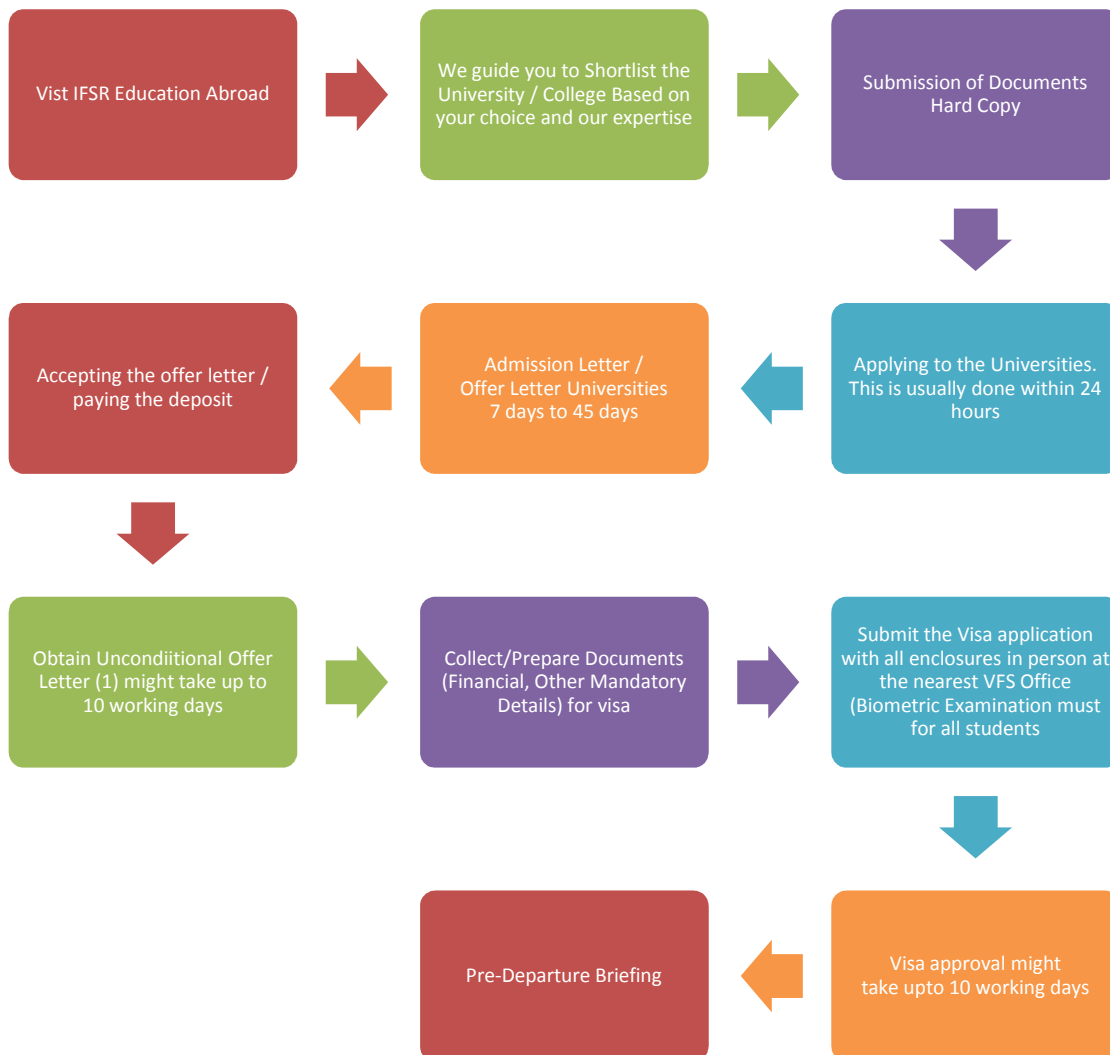 Vist IFSR Education Abroad
We guide you to Shortlist the
University / College Based on
your choice and our expertise
Submission of Documents
Hard Copy
Applying to the Universities.
This is usually done within 24
hours
Admission Letter /
Offer Letter Universities
7 days to 45 days
Accepting the offer letter /
paying the deposit
Obtain Uncondiitional Offer
Letter (1) might take up to
10 working days
Collect/Prepare Documents
(Financial, Other Mandatory
Details) for visa
Submit the Visa application
with all enclosures in person at
the nearest VFS Office
(Biometric Examination must
for all students
Visa approval might
take upto 10 working days
Pre-Departure Briefing